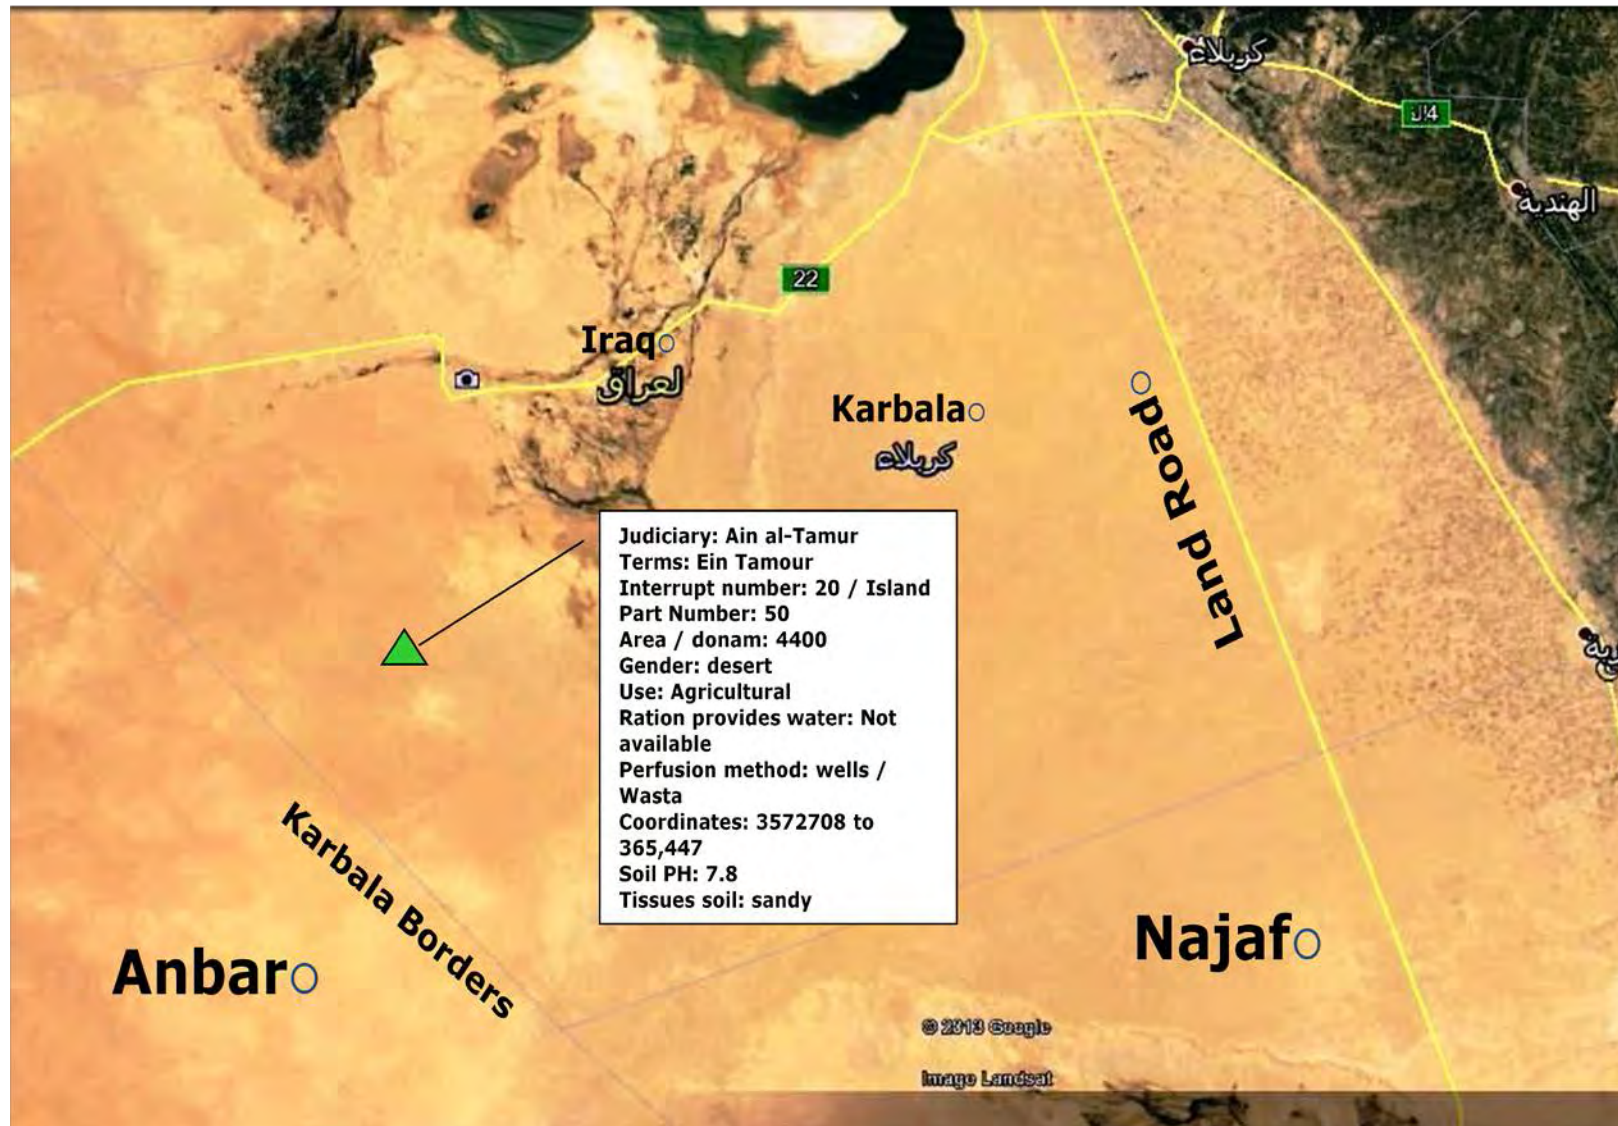 كربلاء
ال4
الهندية
22
Iraq
لعراق
Karbala
كربلاء
Land Road
Judiciary: Ain al-Tamur
Terms: Ein Tamour
Interrupt number: 20 / Island
Part Number: 50
Area / donam: 4400
Gender: desert
Use: Agricultural
Ration provides water: Not
available
Perfusion method: wells /
Wasta
Coordinates: 3572708 to
365,447
Soil PH: 7.8
Tissues soil: sandy
Karbala Borders
Anbar
Najaf
© 2013 Google
Image Landsat